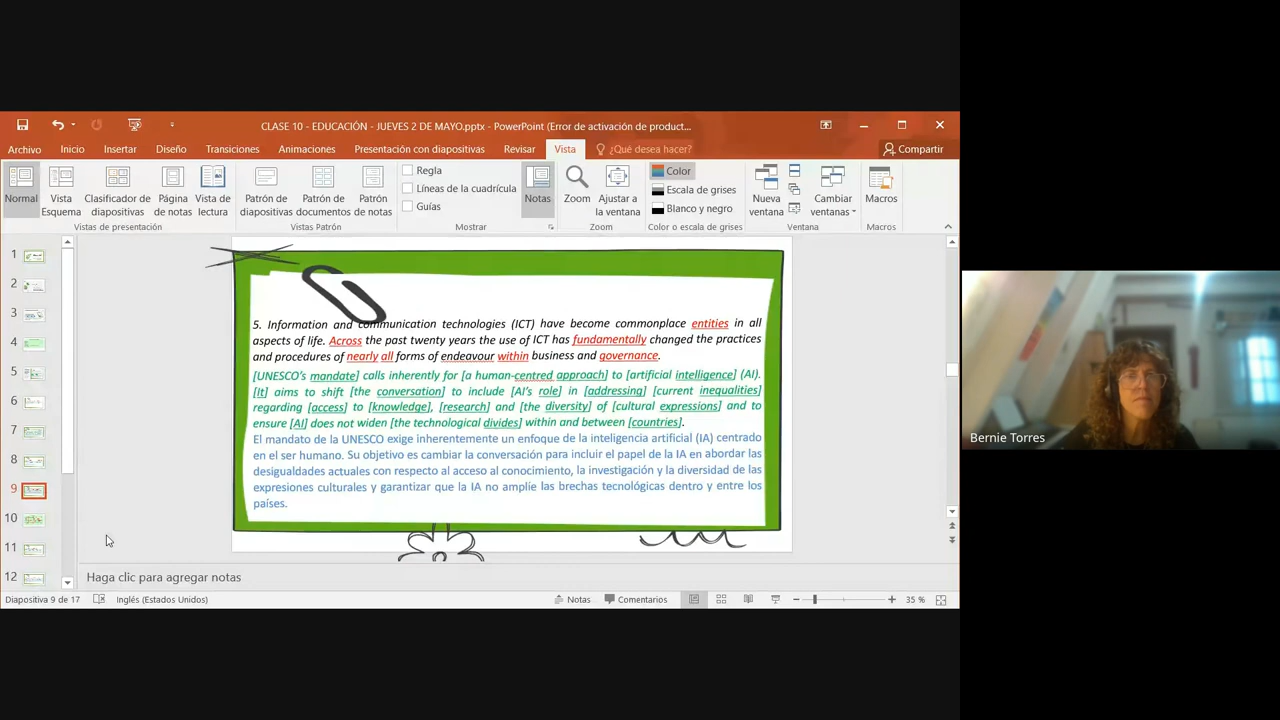 CLASE 10 - EDUCACIÓN - JUEVES 2 DE MAYO.pptx - PowerPoint (Error de activación de product...
Archivo Inicio Insertar Diseño Transiciones Animaciones Presentación con diapositivas Revisar Vista ¿Qué desea hacer? Compartir
Normal
Vista Esquema
Clasificador de diapositivas
Página de notas
Vista de lectura
Vistas de presentación
Patrón de diapositivas
Patrón de documentos
Patrón de notas
Vistas Patrón
Regla
Líneas de la cuadrícula
Guías
Mostrar
Notas
Zoom
Ajustar a la ventana
Zoom
Color
Escala de grises
Blanco y negro
Color o escala de grises
Nueva ventana
Cambiar ventanas
Ventana
Macros
Macros
1
2
3
4
5
6
7
8
9
10
11
12
5. Information and communication technologies (ICT) have become commonplace entities in all
aspects of life. Across the past twenty years the use of ICT has fundamentally changed the practices
and procedures of nearly all forms of endeavour within business and governance.
[UNESCO's mandate] calls inherently for [a human-centred approach] to [artificial intelligence] (AI).
[It] aims to shift [the conversation] to include [AI's role] in [addressing] [current inequalities]
regarding [access] to [knowledge], [research] and [the diversity] of [cultural expressions] and to
ensure [AI] does not widen [the technological divides] within and between [countries].
El mandato de la UNESCO exige inherentemente un enfoque de la inteligencia artificial (IA) centrado
en el ser humano. Su objetivo es cambiar la conversación para incluir el papel de la IA en abordar las
desigualdades actuales con respecto al acceso al conocimiento, la investigación y la diversidad de las
expresiones culturales y garantizar que la IA no amplíe las brechas tecnológicas dentro y entre los
países.
Haga clic para agregar notas
Diapositiva 9 de 17 Inglés (Estados Unidos) Notas Comentarios 35 %
Bernie Torres